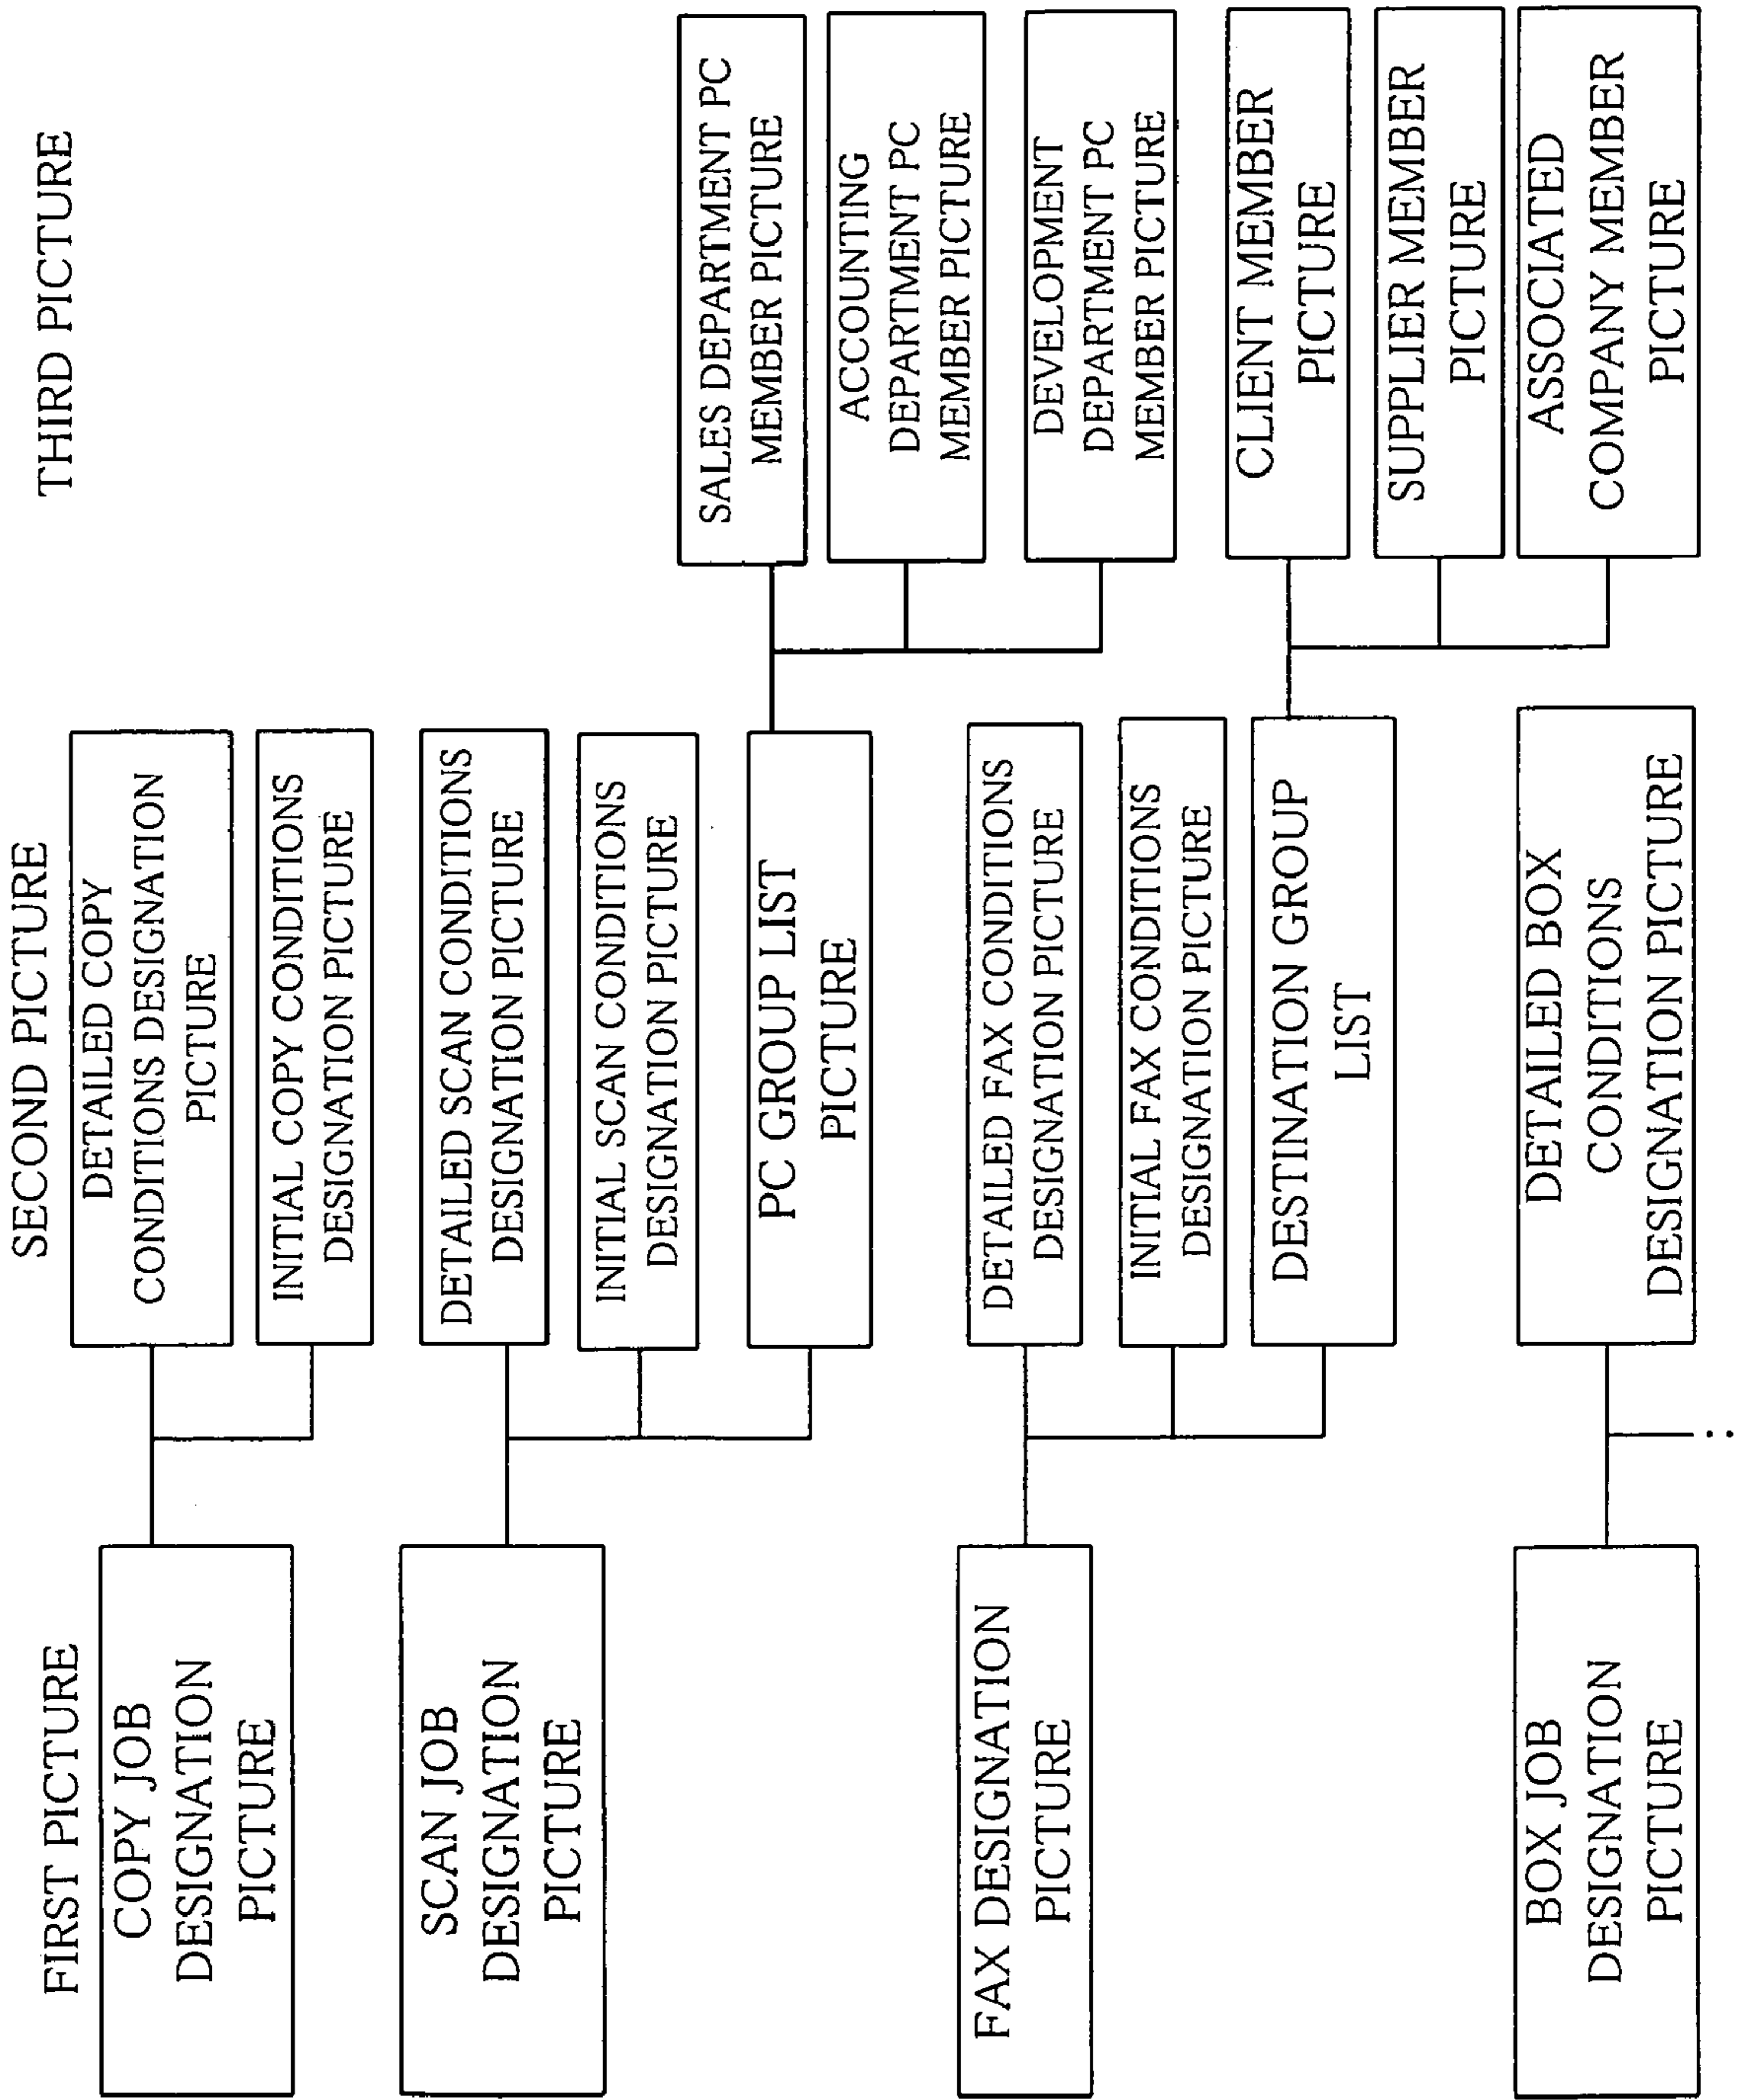 FIRST PICTURE
SECOND PICTURE
THIRD PICTURE
COPY JOB
DESIGNATION
PICTURE
DETAILED COPY
CONDITIONS DESIGNATION
PICTURE
INITIAL COPY CONDITIONS
DESIGNATION PICTURE
SCAN JOB
DESIGNATION
PICTURE
DETAILED SCAN CONDITIONS
DESIGNATION PICTURE
INITIAL SCAN CONDITIONS
DESIGNATION PICTURE
PC GROUP LIST
PICTURE
SALES DEPARTMENT PC
MEMBER PICTURE
ACCOUNTING
DEPARTMENT PC
MEMBER PICTURE
DEVELOPMENT
DEPARTMENT PC
MEMBER PICTURE
FAX DESIGNATION
PICTURE
DETAILED FAX CONDITIONS
DESIGNATION PICTURE
INITIAL FAX CONDITIONS
DESIGNATION PICTURE
DESTINATION GROUP
LIST
CLIENT MEMBER
PICTURE
SUPPLIER MEMBER
PICTURE
ASSOCIATED
COMPANY MEMBER
PICTURE
BOX JOB
DESIGNATION
PICTURE
DETAILED BOX
CONDITIONS
DESIGNATION PICTURE